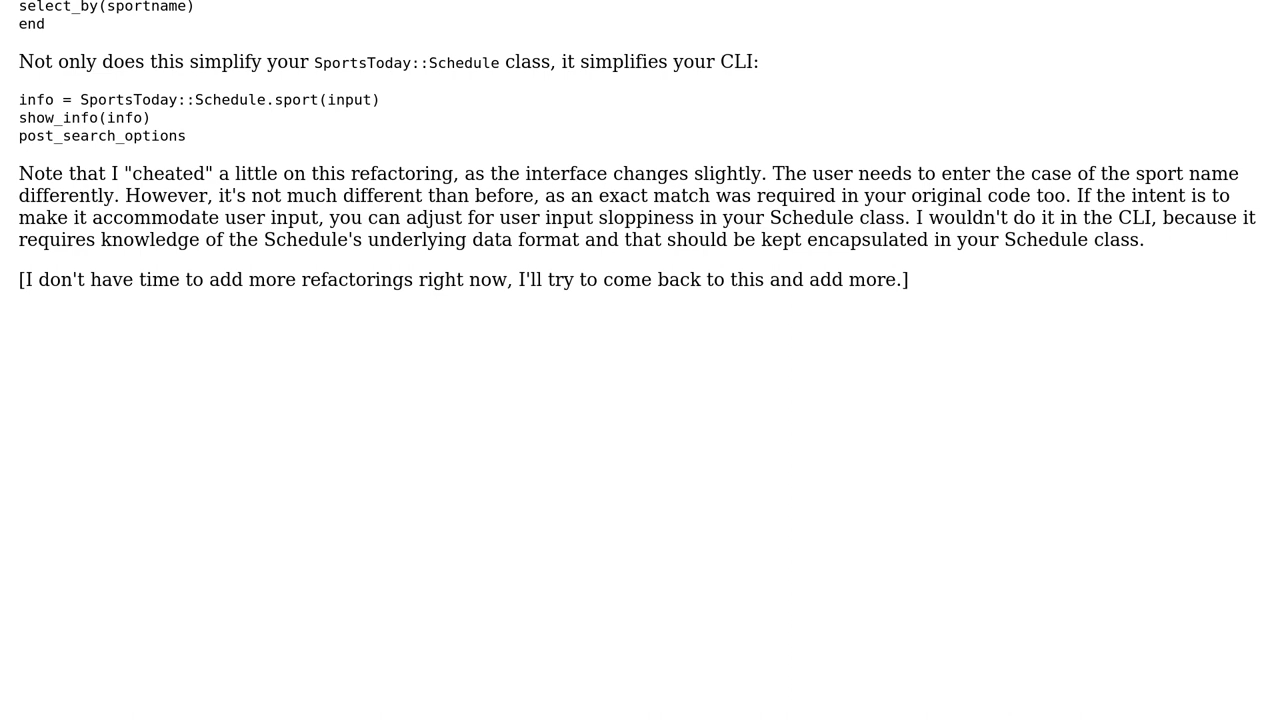 select_by(sportname)
end
Not only does this simplify your SportsToday::Schedule class, it simplifies your CLI:
info = SportsToday::Schedule.sport(input)
show_info(info)
post_search_options
Note that I "cheated" a little on this refactoring, as the interface changes slightly. The user needs to enter the case of the sport name
differently. However, it's not much different than before, as an exact match was required in your original code too. If the intent is to
make it accommodate user input, you can adjust for user input sloppiness in your Schedule class. I wouldn't do it in the CLI, because it
requires knowledge of the Schedule's underlying data format and that should be kept encapsulated in your Schedule class.
[I don't have time to add more refactorings right now, I'll try to come back to this and add more.]